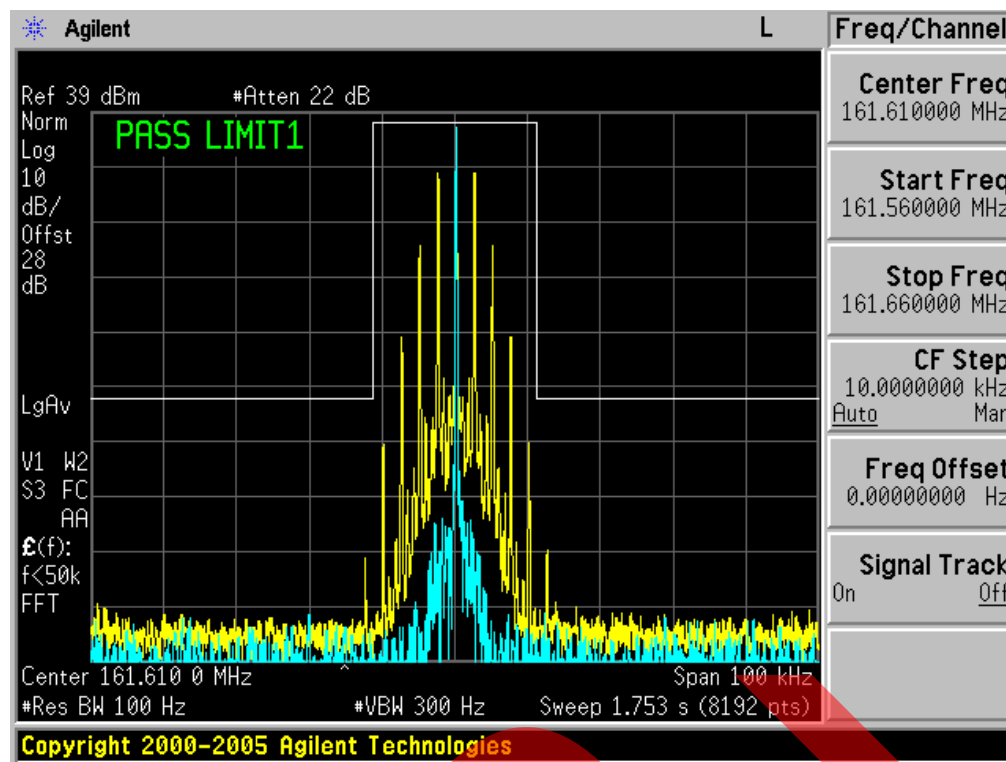 Agilent
L
Freq/Channel
Ref 39 dBm #Atten 22 dB
Norm
Log
10
dB/
Offst
28
dB
PASS LIMIT1
LgAv
V1 W2
S3 FC
AA
£(f):
f<50k
FFT
Center 161.610 0 MHz ^ Span 100 kHz
#Res BW 100 Hz #VBW 300 Hz Sweep 1.753 s (8192 pts)
Copyright 2000-2005 Agilent Technologies
Center Freq
161.610000 MHz
Start Freq
161.560000 MHz
Stop Freq
161.660000 MHz
CF Step
10.0000000 kHz
Auto Man
Freq Offset
0.00000000 Hz
Signal Track
On Off